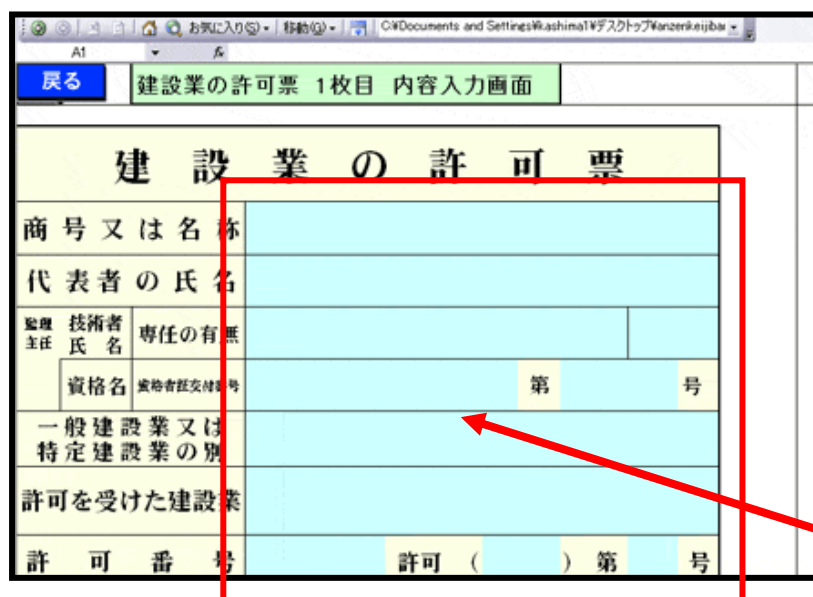 お気に入り(S) 移動(G) C:¥Documents and Settings¥kashima1¥デスクトップ¥anzenkeijiban
A1 fx
戻る 建設業の許可票 1枚目 内容入力画面
建設業の許可票
商号又は名称
代表者の氏名
監理 技術者 専任の有無
主任 氏名
資格名 資格者証交付番号 第 号
一般建設業又は
特定建設業の別
許可を受けた建設業
許可番号 許可 ( ) 第 号